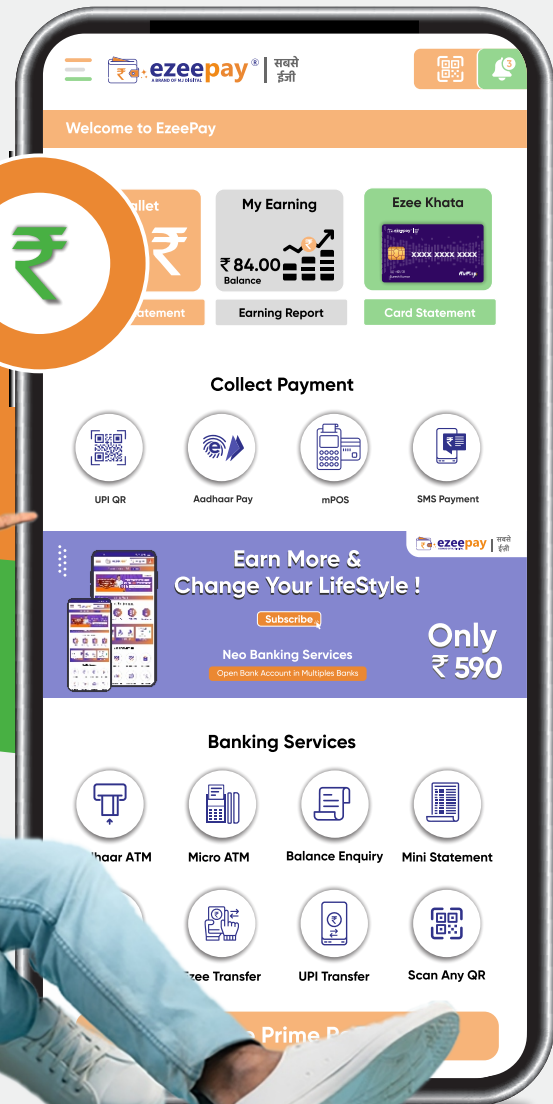 ezeepay® सबसे ईजी
A BRAND OF MJ DIGITAL
3
Welcome to EzeePay
My Earning
Ezee Khata
₹ 84.00
Balance
XXXX XXXX XXXX
RuPay
Earning Report
Card Statement
Collect Payment
UPI QR
Aadhaar Pay
mPOS
SMS Payment
ezeepay सबसे ईजी
Earn More &
Change Your LifeStyle !
Subscribe
Neo Banking Services
Open Bank Account in Multiples Banks
Only
₹ 590
Banking Services
haar ATM
Micro ATM
Balance Enquiry
Mini Statement
zee Transfer
UPI Transfer
Scan Any QR
Prime